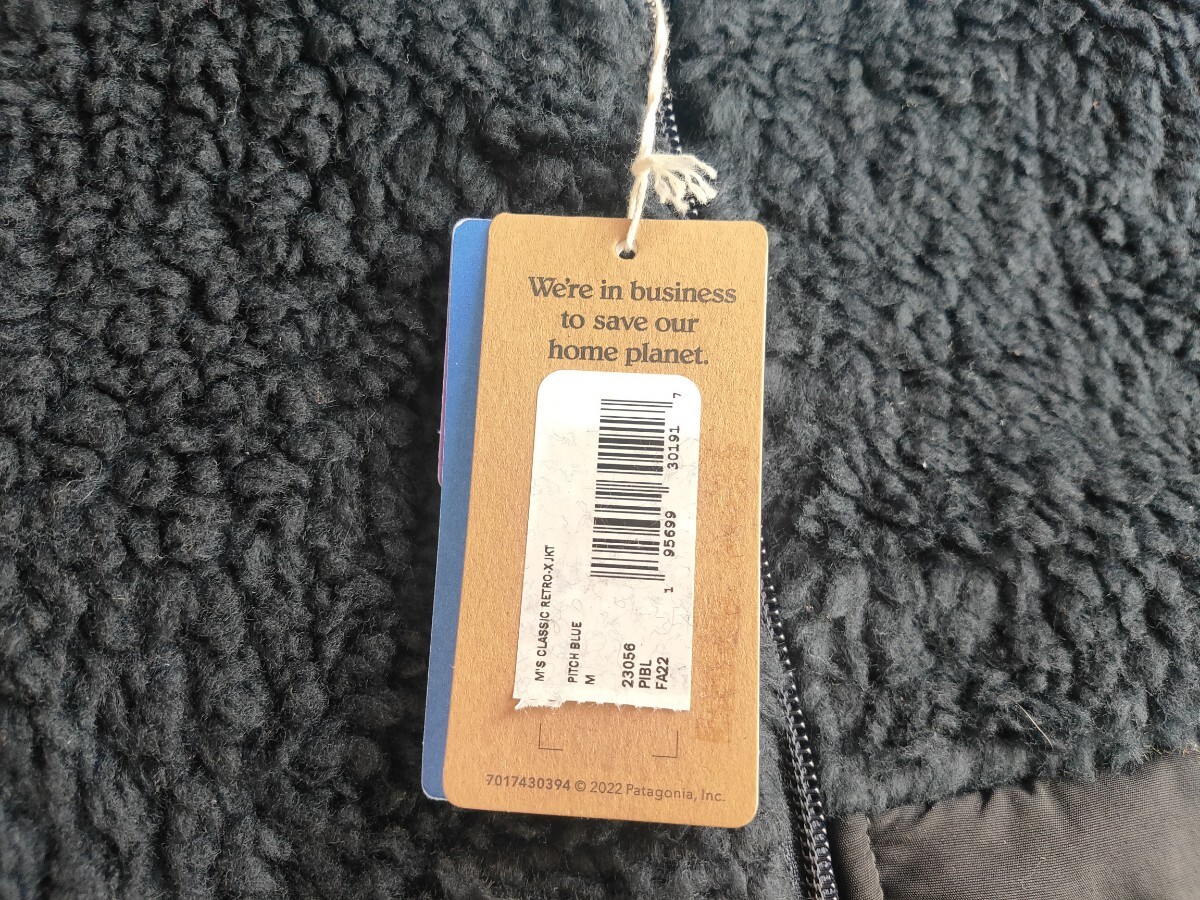 We're in business
to save our
home planet.
1 95699 30191 7
M'S CLASSIC RETRO-X JKT
PITCH BLUE
M
23056
PIBL
FA22
7017430394 © 2022 Patagonia, Inc.